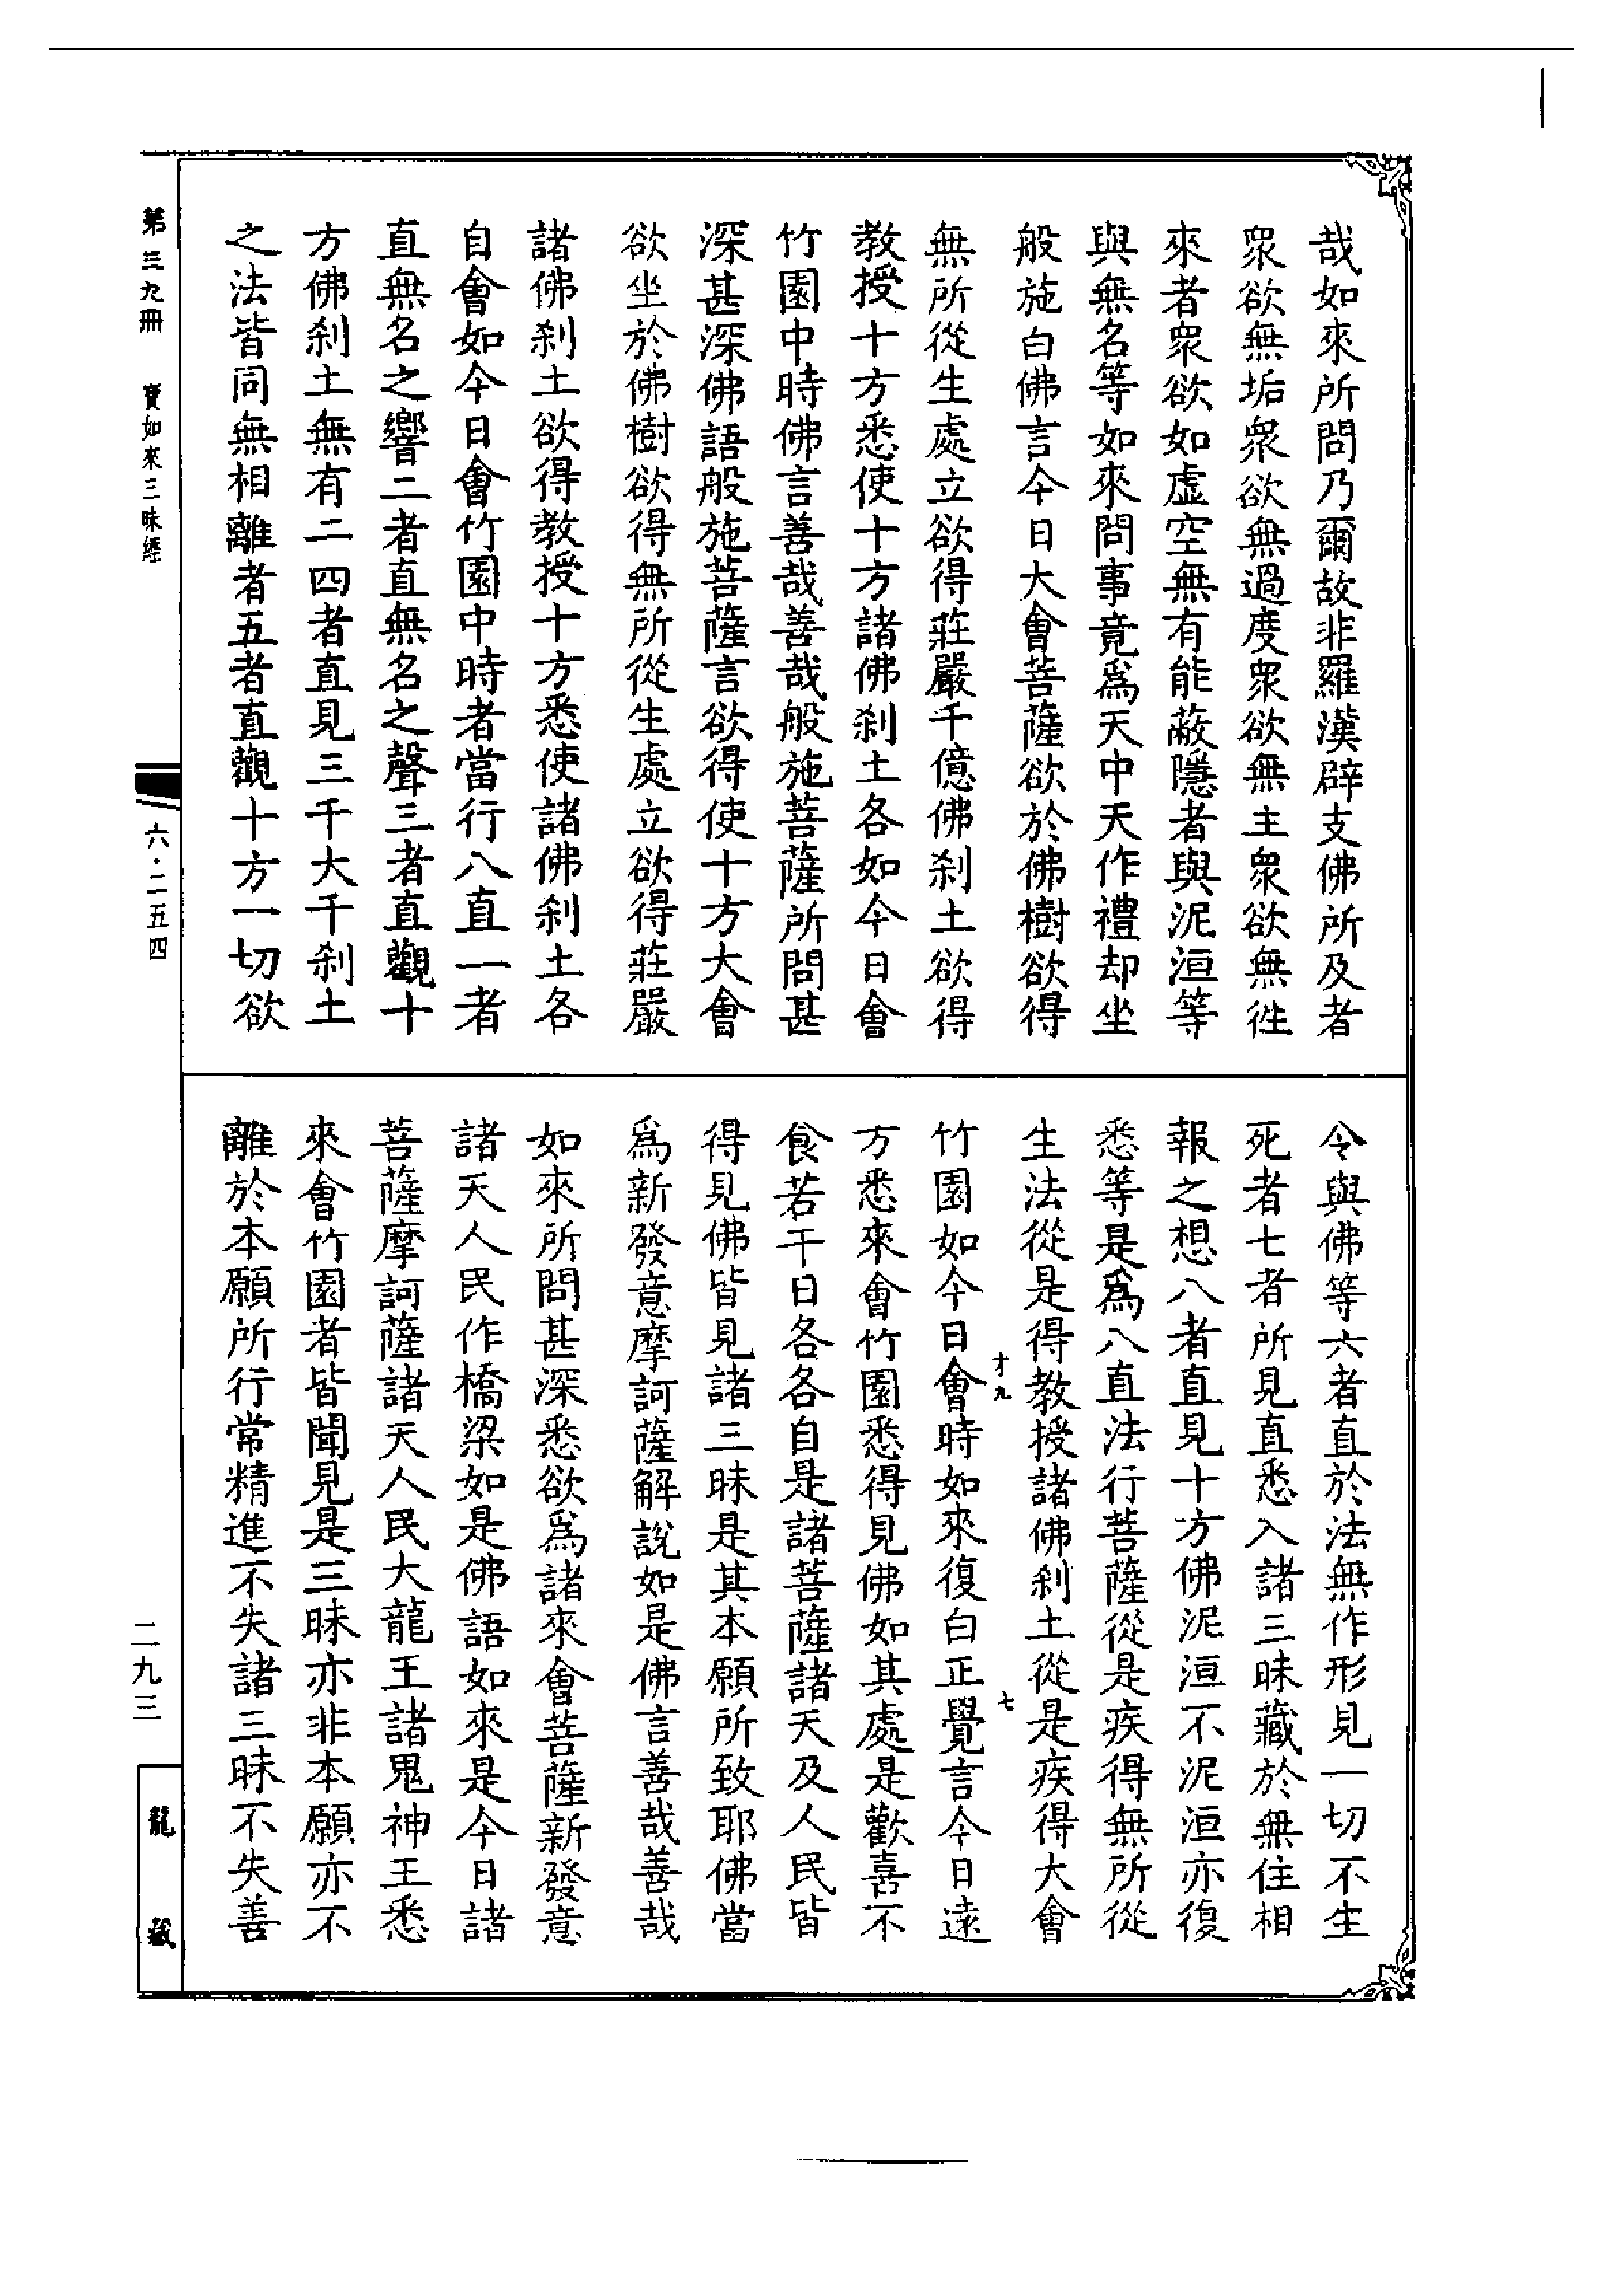 哉如來所問乃爾故非羅漢辟支佛所及者
衆欲無垢衆欲無過度衆欲無主衆欲無徃
來者衆欲如虛空無有能蔽隱者與泥洹等
與無名等如來問事竟爲天中天作禮却坐
般施白佛言今日大會菩薩欲於佛樹欲得
無所從生處立欲得莊嚴千億佛刹土欲得
教授十方悉使十方諸佛刹土各如今日會
竹園中時佛言善哉善哉般施菩薩所問甚
深甚深佛語般施菩薩言欲得使十方大會
欲坐於佛樹欲得無所從生處立欲得莊嚴
諸佛刹土欲得教授十方悉使諸佛刹土各
自會如今日會竹園中時者當行八直一者
直無名之響二者直無名之聲三者直觀十
方佛刹土無有二四者直見三千大千刹土
之法皆同無相離者五者直觀十方一切欲
令與佛等六者直於法無作形見一切不生
死者七者所見直悉入諸三昧藏於無住相
報之想八者直見十方佛泥洹不泥洹亦復
悉等是爲八直法行菩薩從是疾得無所從
生法從是得教授諸佛刹土從是疾得大會
竹園如今日會時如來復白正覺言今日遠
方悉來會竹園悉得見佛如其處是歡喜不
食若干日各各自是諸菩薩諸天及人民皆
得見佛皆見諸三昧是其本願所致耶佛當
爲新發意摩訶薩解說如是佛言善哉善哉
如來所問甚深悉欲爲諸來會菩薩新發意
諸天人民作橋梁如是佛語如來是今日諸
菩薩摩訶薩諸天人民大龍王諸鬼神王悉
來會竹園者皆聞見是三昧亦非本願亦不
離於本願所行常精進不失諸三昧不失善
第三九冊 寶如來三昧經
六·二五四
二九三
龍藏
才九
七